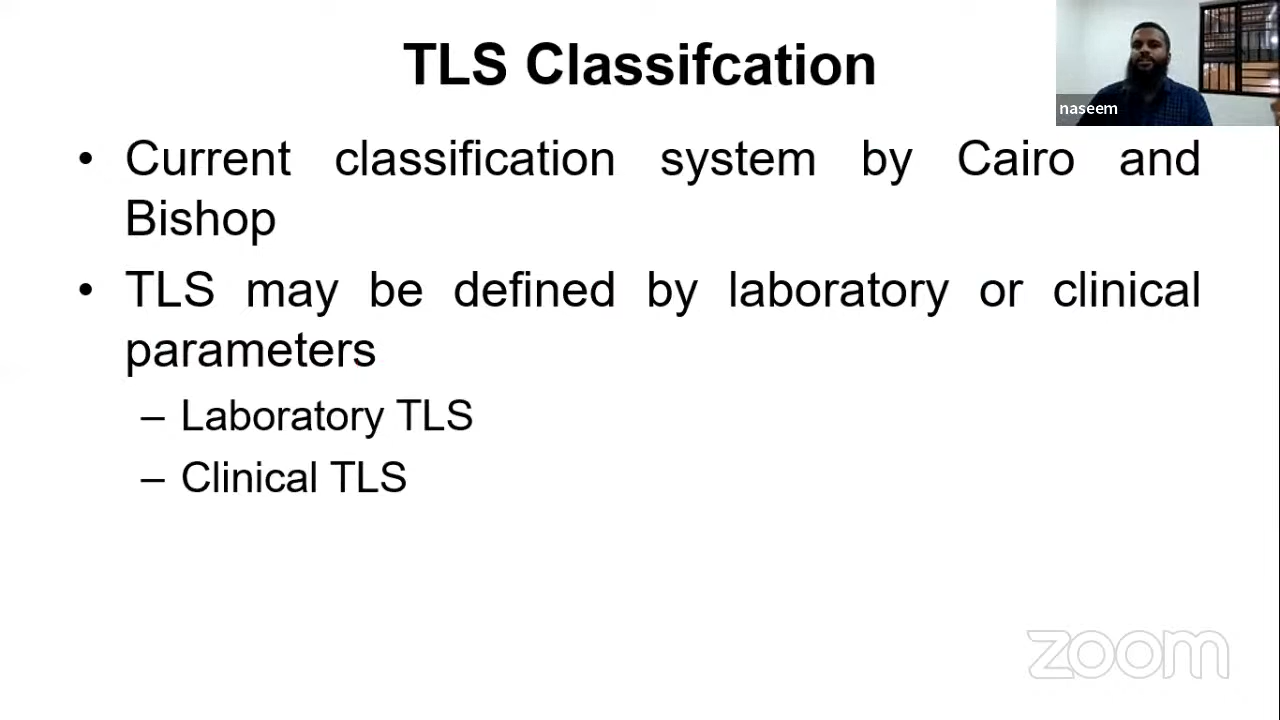 TLS Classifcation
naseem
• Current classification system by Cairo and
Bishop
• TLS may be defined by laboratory or clinical
parameters
– Laboratory TLS
– Clinical TLS
zoom